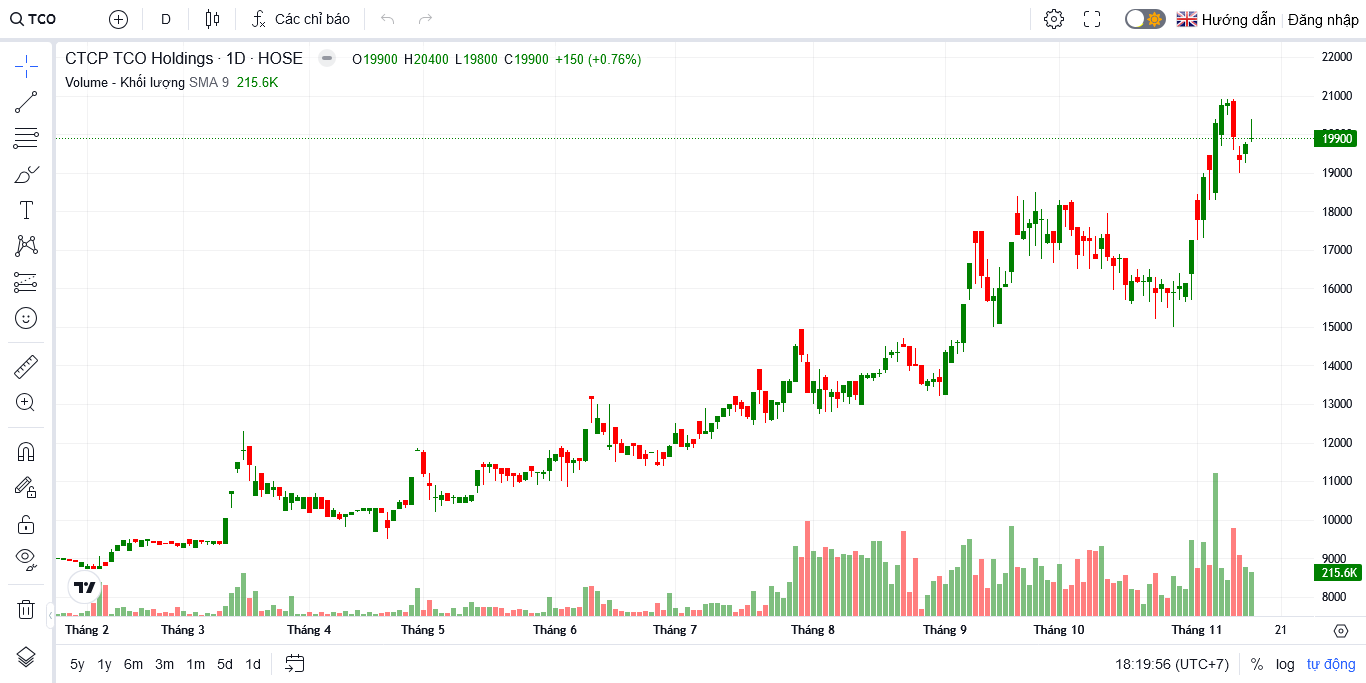 TCO D Các chỉ báo Hướng dẫn Đăng nhập
CTCP TCO Holdings · 1D · HOSE O19900 H20400 L19800 C19900 +150 (+0.76%)
Volume - Khối lượng SMA 9 215.6K
22000
21000
19900
19000
18000
17000
16000
15000
14000
13000
12000
11000
10000
9000
215.6K
8000
Tháng 2 Tháng 3 Tháng 4 Tháng 5 Tháng 6 Tháng 7 Tháng 8 Tháng 9 Tháng 10 Tháng 11 21
5y 1y 6m 3m 1m 5d 1d 18:19:56 (UTC+7) % log tự động